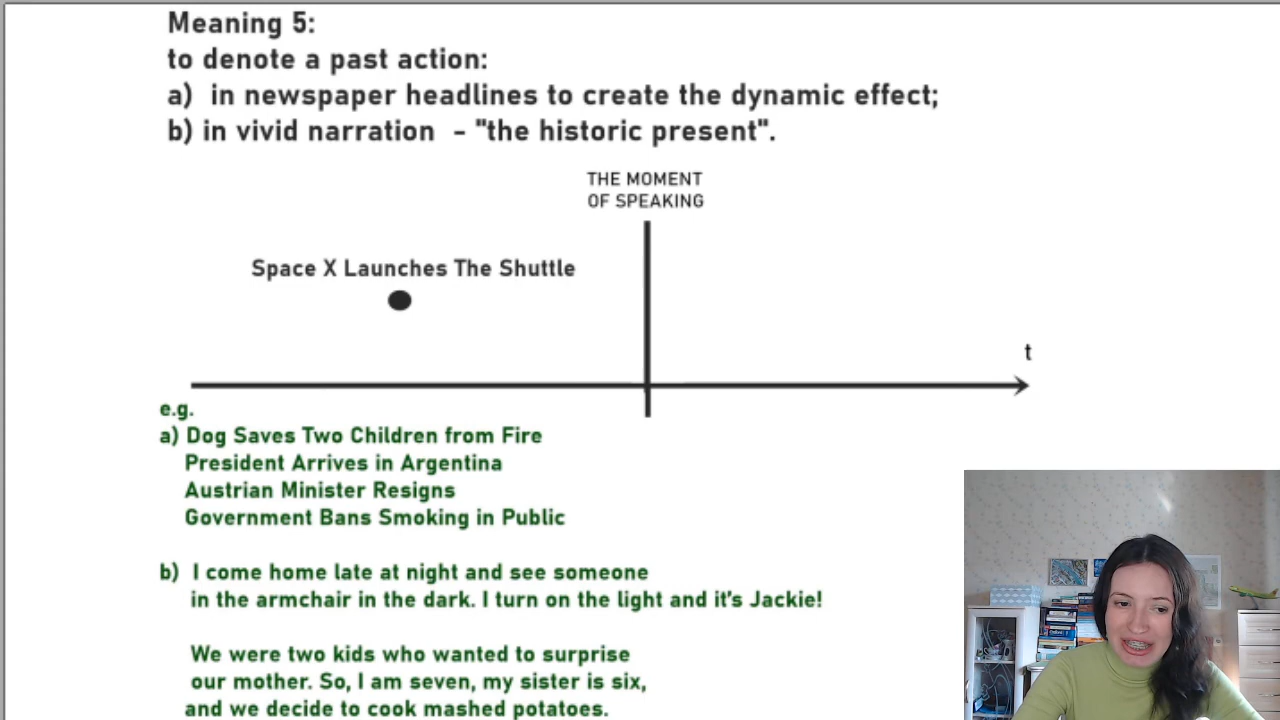 Meaning 5:
to denote a past action:
a) in newspaper headlines to create the dynamic effect;
b) in vivid narration - "the historic present".
THE MOMENT
OF SPEAKING
Space X Launches The Shuttle
t
e.g.
a) Dog Saves Two Children from Fire
President Arrives in Argentina
Austrian Minister Resigns
Government Bans Smoking in Public
b) I come home late at night and see someone
in the armchair in the dark. I turn on the light and it's Jackie!
We were two kids who wanted to surprise
our mother. So, I am seven, my sister is six,
and we decide to cook mashed potatoes.